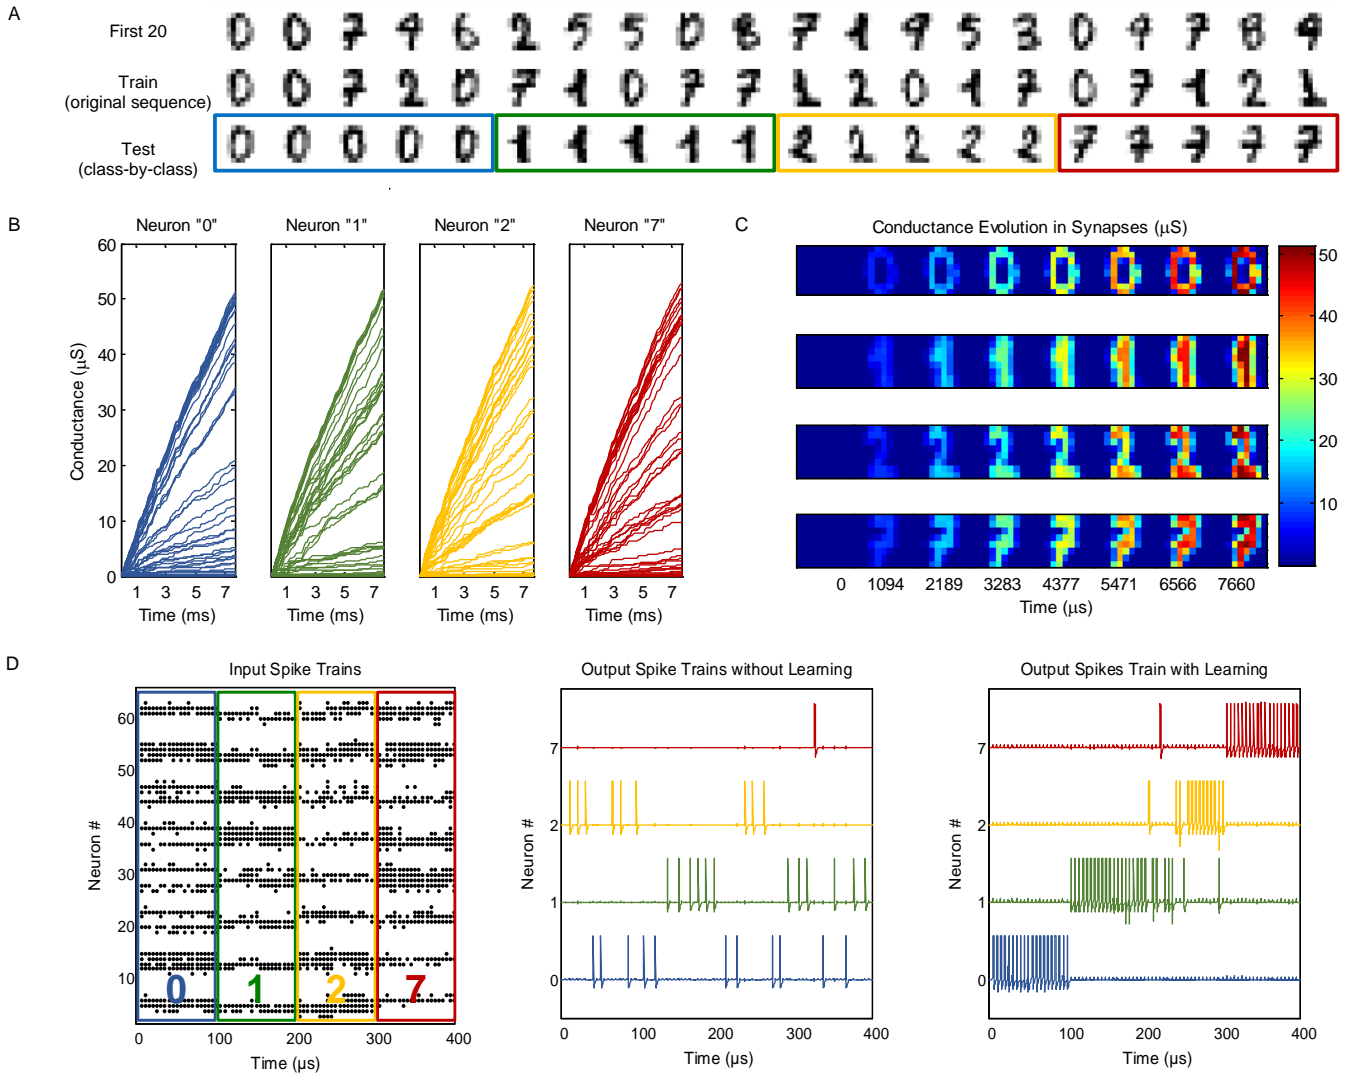 A
First 20
Train
(original sequence)
Test
(class-by-class)
B
Neuron "0"
Neuron "1"
Neuron "2"
Neuron "7"
Conductance (µS)
60
50
40
30
20
10
0
1 3 5 7
1 3 5 7
1 3 5 7
1 3 5 7
Time (ms)
Time (ms)
Time (ms)
Time (ms)
C
Conductance Evolution in Synapses (µS)
50
40
30
20
10
0 1094 2189 3283 4377 5471 6566 7660
Time (µs)
D
Input Spike Trains
Neuron #
60
50
40
30
20
10
0 1 2 7
0 100 200 300 400
Time (µs)
Output Spike Trains without Learning
Neuron #
7
2
1
0
0 100 200 300 400
Time (µs)
Output Spikes Train with Learning
Neuron #
7
2
1
0
0 100 200 300 400
Time (µs)